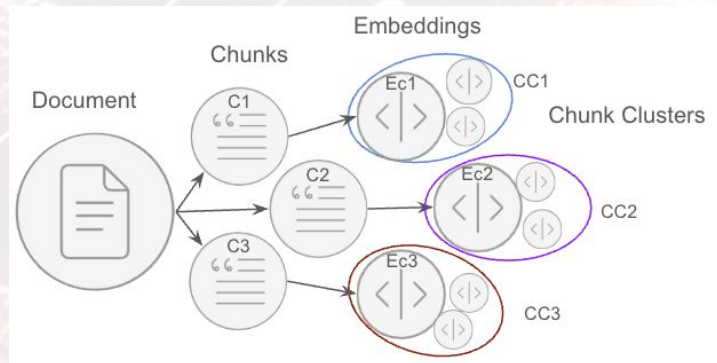 Embeddings
Chunks
Document
C1
Ec1
CC1
Chunk Clusters
C2
Ec2
CC2
C3
Ec3
CC3